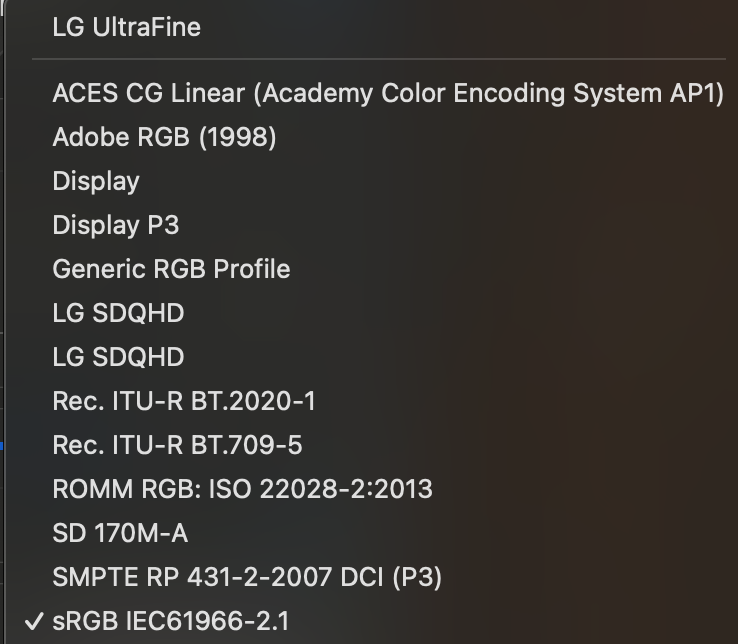 LG UltraFine
ACES CG Linear (Academy Color Encoding System AP1)
Adobe RGB (1998)
Display
Display P3
Generic RGB Profile
LG SDQHD
LG SDQHD
Rec. ITU-R BT.2020-1
Rec. ITU-R BT.709-5
ROMM RGB: ISO 22028-2:2013
SD 170M-A
SMPTE RP 431-2-2007 DCI (P3)
✓ sRGB IEC61966-2.1